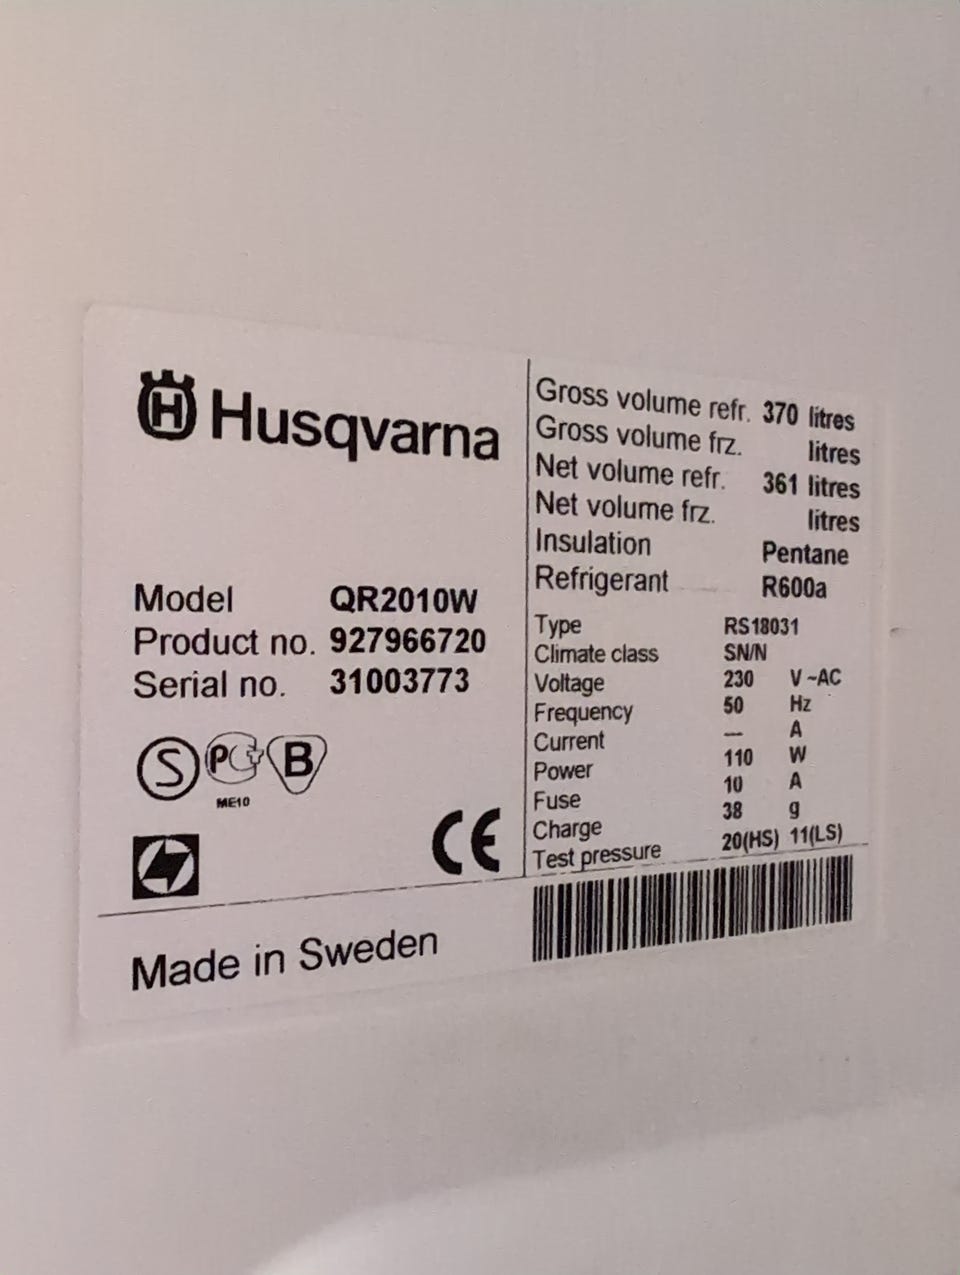 Husqvarna
Model QR2010W
Product no. 927966720
Serial no. 31003773
S PCT B
ME10
CE
Made in Sweden
Gross volume refr. 370 litres
Gross volume frz. litres
Net volume refr. 361 litres
Net volume frz. litres
Insulation Pentane
Refrigerant R600a
Type RS18031
Climate class SN/N
Voltage 230 V ~AC
Frequency 50 Hz
Current — A
Power 110 W
Fuse 10 A
Charge 38 g
Test pressure 20(HS) 11(LS)